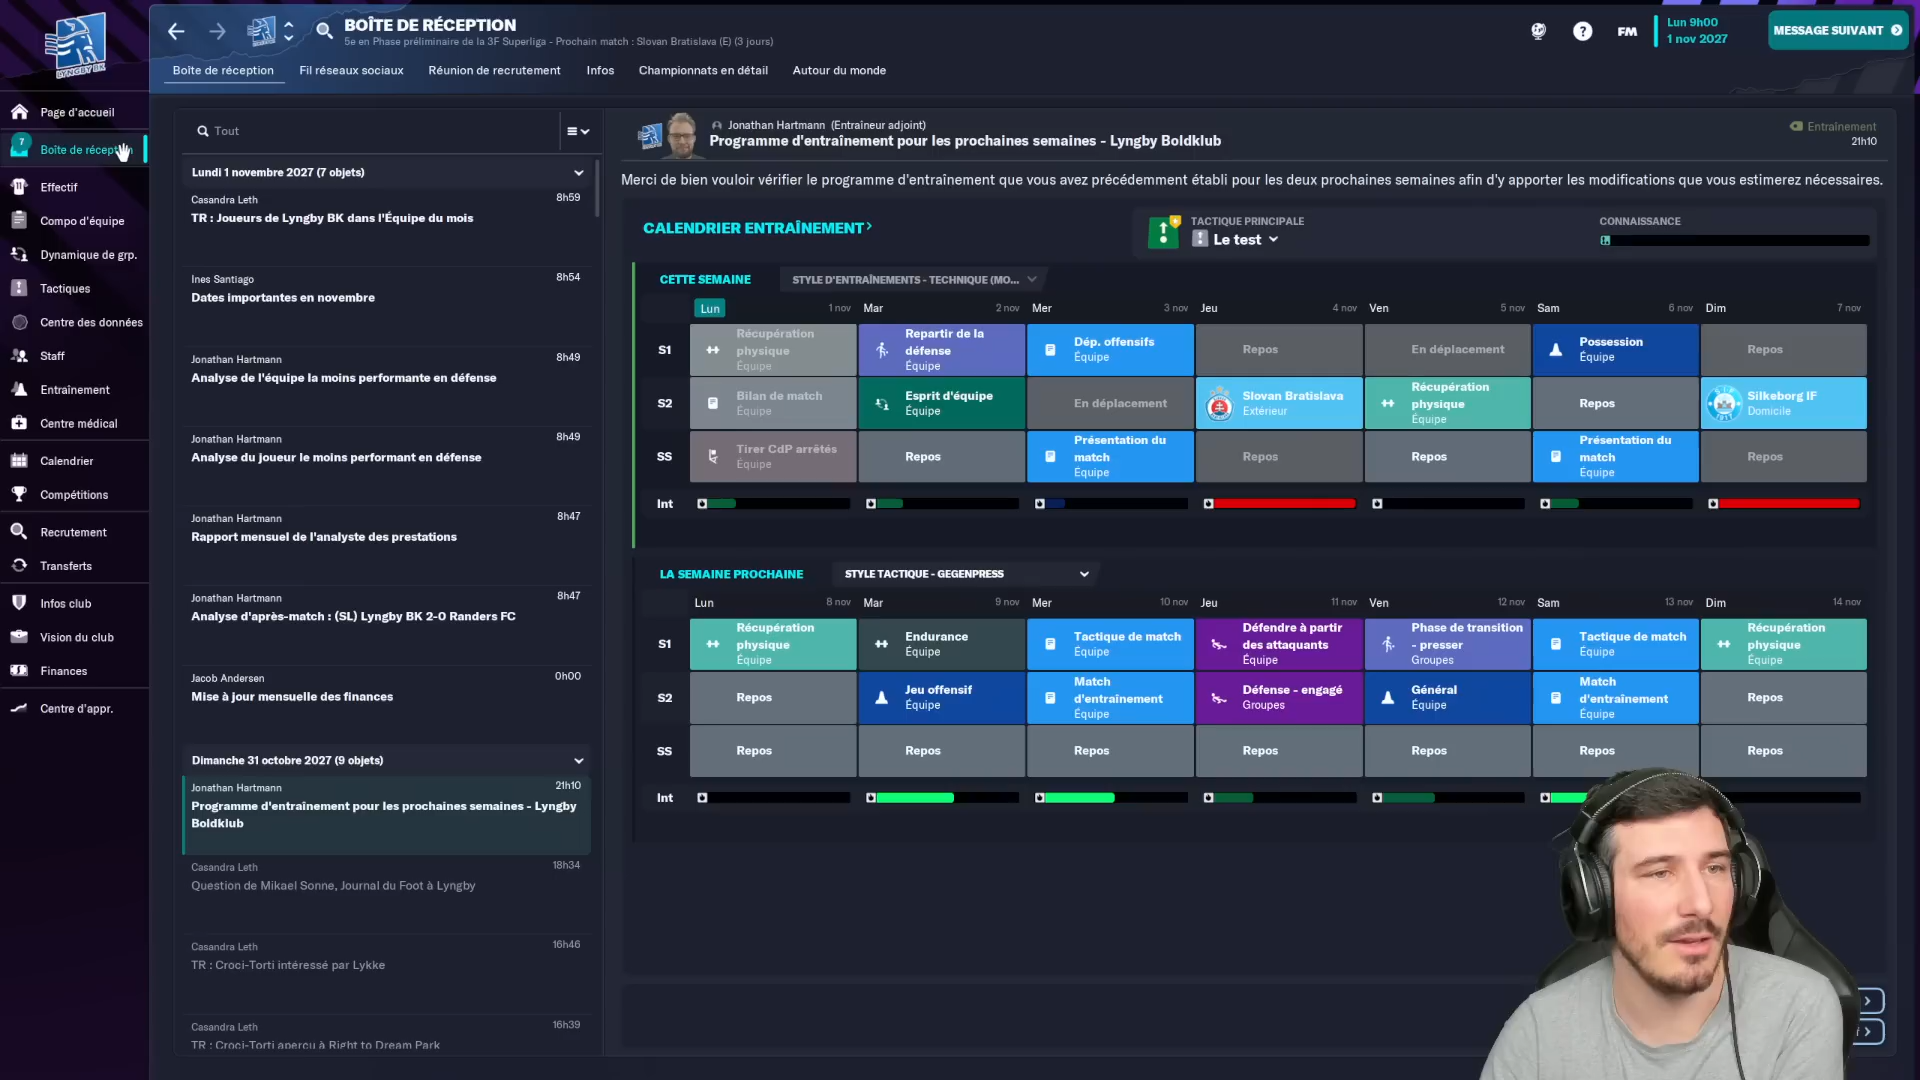 LYNGBY BK
BOÎTE DE RÉCEPTION
5e en Phase préliminaire de la 3F Superliga - Prochain match : Slovan Bratislava (E) (3 jours)
FM
Lun 9h00
1 nov 2027
MESSAGE SUIVANT
Boîte de réception
Fil réseaux sociaux
Réunion de recrutement
Infos
Championnats en détail
Autour du monde
Page d'accueil
7
Boîte de récepti
Effectif
Compo d'équipe
Dynamique de grp.
Tactiques
Centre des données
Staff
Entraînement
Centre médical
Calendrier
Compétitions
Recrutement
Transferts
Infos club
Vision du club
Finances
Centre d'appr.
Tout
Lundi 1 novembre 2027 (7 objets)
Casandra Leth
8h59
TR : Joueurs de Lyngby BK dans l'Équipe du mois
Ines Santiago
8h54
Dates importantes en novembre
Jonathan Hartmann
8h49
Analyse de l'équipe la moins performante en défense
Jonathan Hartmann
8h49
Analyse du joueur le moins performant en défense
Jonathan Hartmann
8h47
Rapport mensuel de l'analyste des prestations
Jonathan Hartmann
8h47
Analyse d'après-match : (SL) Lyngby BK 2-0 Randers FC
Jacob Andersen
0h00
Mise à jour mensuelle des finances
Dimanche 31 octobre 2027 (9 objets)
Jonathan Hartmann
21h10
Programme d'entraînement pour les prochaines semaines - Lyngby
Boldklub
Casandra Leth
18h34
Question de Mikael Sonne, Journal du Foot à Lyngby
Casandra Leth
16h46
TR : Croci-Torti intéressé par Lykke
Casandra Leth
16h39
TR : Croci-Torti aperçu à Right to Dream Park
Jonathan Hartmann (Entraîneur adjoint)
Programme d'entraînement pour les prochaines semaines - Lyngby Boldklub
Entraînement
21h10
Merci de bien vouloir vérifier le programme d'entraînement que vous avez précédemment établi pour les deux prochaines semaines afin d'y apporter les modifications que vous estimerez nécessaires.
CALENDRIER ENTRAÎNEMENT
TACTIQUE PRINCIPALE
Le test
CONNAISSANCE
CETTE SEMAINE
STYLE D'ENTRAÎNEMENTS - TECHNIQUE (MO...
Lun 1 nov Mar 2 nov Mer 3 nov Jeu 4 nov Ven 5 nov Sam 6 nov Dim 7 nov
S1
Récupération
physique
Équipe
Repartir de la
défense
Équipe
Dép. offensifs
Équipe
Repos
En déplacement
Possession
Équipe
Repos
S2
Bilan de match
Équipe
Esprit d'équipe
Équipe
En déplacement
Slovan Bratislava
Extérieur
Récupération
physique
Équipe
Repos
Silkeborg IF
Domicile
SS
Tirer CdP arrêtés
Équipe
Repos
Présentation du
match
Équipe
Repos
Repos
Présentation du
match
Équipe
Repos
Int
LA SEMAINE PROCHAINE
STYLE TACTIQUE - GEGENPRESS
Lun 8 nov Mar 9 nov Mer 10 nov Jeu 11 nov Ven 12 nov Sam 13 nov Dim 14 nov
S1
Récupération
physique
Équipe
Endurance
Équipe
Tactique de match
Équipe
Défendre à partir
des attaquants
Équipe
Phase de transition
- presser
Groupes
Tactique de match
Équipe
Récupération
physique
Équipe
S2
Repos
Jeu offensif
Équipe
Match
d'entraînement
Équipe
Défense - engagé
Groupes
Général
Équipe
Match
d'entraînement
Équipe
Repos
SS
Repos
Repos
Repos
Repos
Repos
Repos
Repos
Int